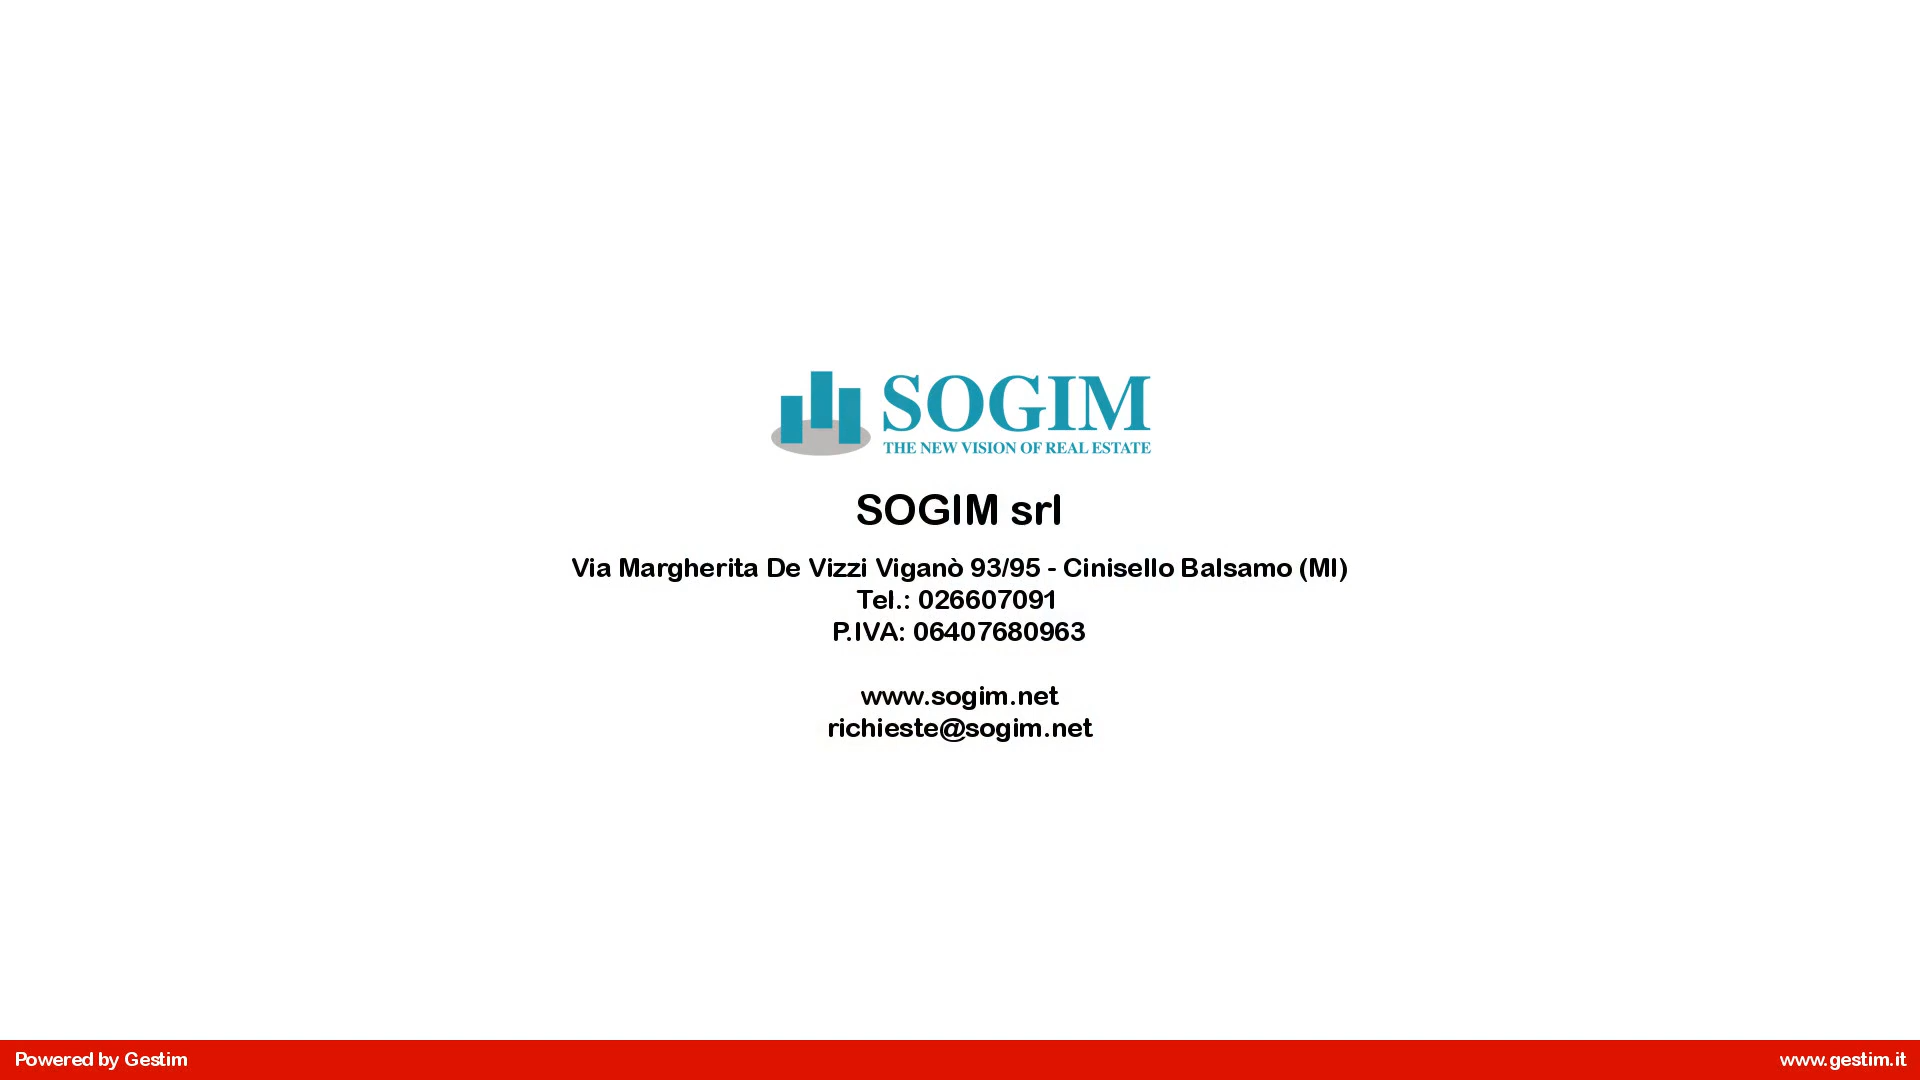 SOGIM
THE NEW VISION OF REAL ESTATE
SOGIM srl
Via Margherita De Vizzi Viganò 93/95 - Cinisello Balsamo (MI)
Tel.: 026607091
P.IVA: 06407680963
www.sogim.net
richieste@sogim.net
Powered by Gestim
www.gestim.it